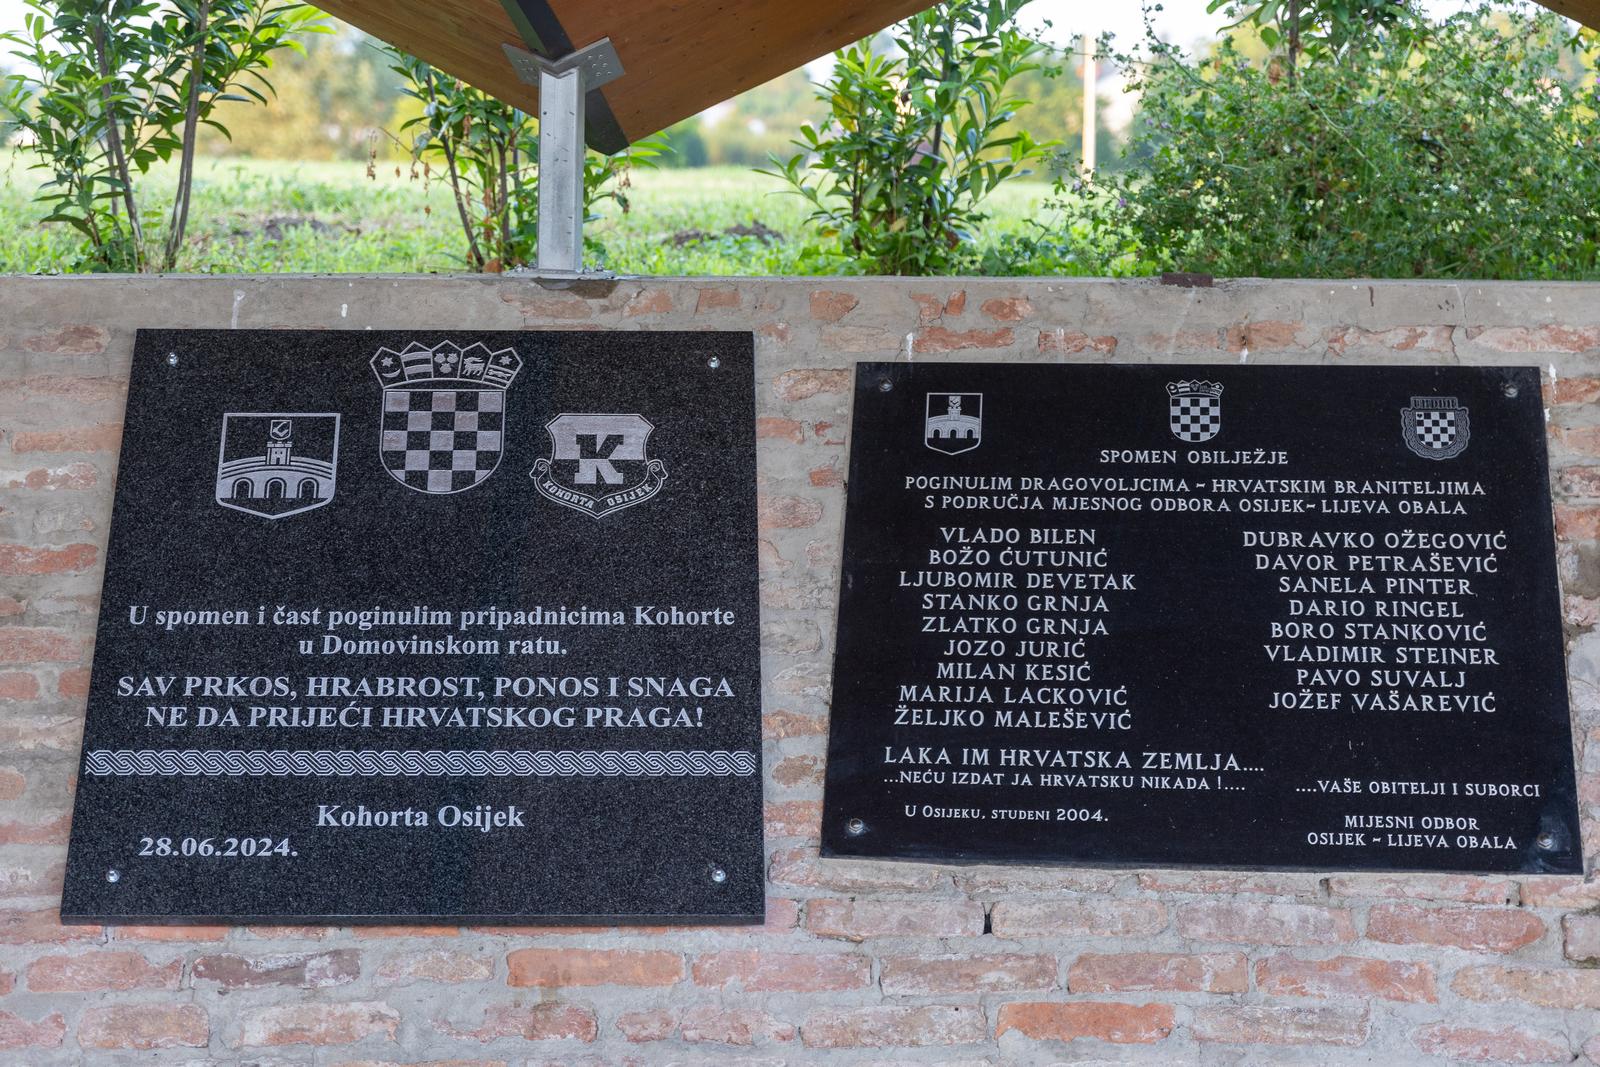 K
KOHORTA OSIJEK
U spomen i čast poginulim pripadnicima Kohorte
u Domovinskom ratu.
SAV PRKOS, HRABROST, PONOS I SNAGA
NE DA PRIJEĆI HRVATSKOG PRAGA!
Kohorta Osijek
28.06.2024.
SPOMEN OBILJEŽJE
POGINULIM DRAGOVOLJCIMA - HRVATSKIM BRANITELJIMA
S PODRUČJA MJESNOG ODBORA OSIJEK-LIJEVA OBALA
VLADO BILEN
BOŽO ĆUTUNIĆ
LJUBOMIR DEVETAK
STANKO GRNJA
ZLATKO GRNJA
JOZO JURIĆ
MILAN KESIĆ
MARIJA LACKOVIĆ
ŽELJKO MALEŠEVIĆ
DUBRAVKO OŽEGOVIĆ
DAVOR PETRAŠEVIĆ
SANELA PINTER
DARIO RINGEL
BORO STANKOVIĆ
VLADIMIR STEINER
PAVO SUVALJ
JOŽEF VAŠAREVIĆ
LAKA IM HRVATSKA ZEMLJA....
...NEĆU IZDAT JA HRVATSKU NIKADA !....
....VAŠE OBITELJI I SUBORCI
U OSIJEKU, STUDENI 2004.
MIJESNI ODBOR
OSIJEK - LIJEVA OBALA